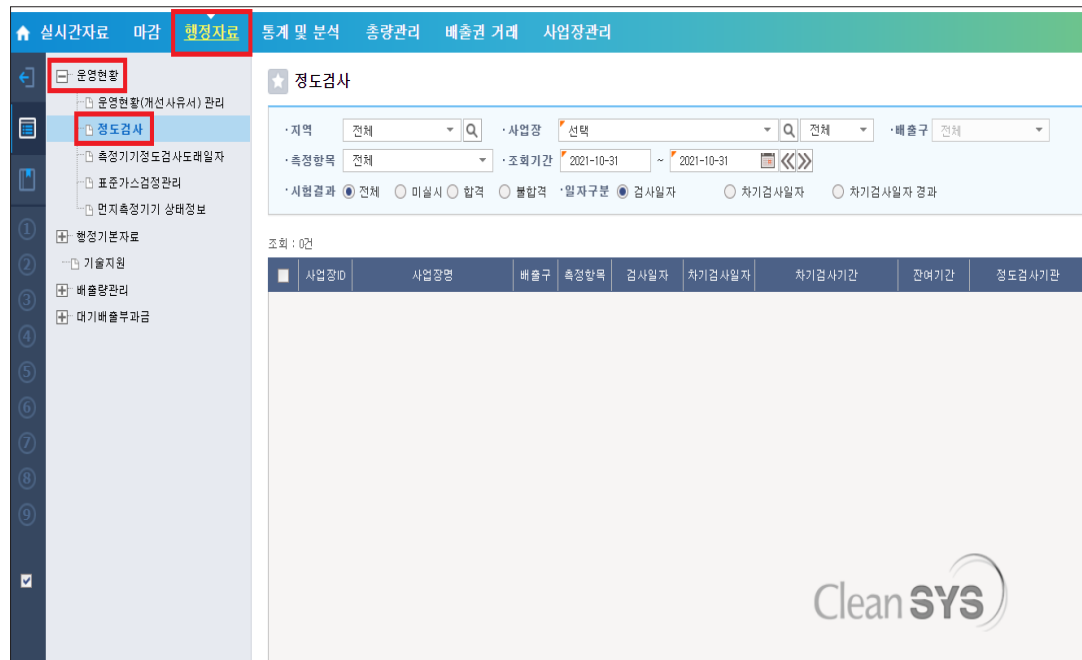 실시간자료 마감 행정자료 통계 및 분석 총량관리 배출권 거래 사업장관리
운영현황
운영현황(개선사유서) 관리
정도검사
측정기기정도검사도래일자
표준가스검정관리
먼지측정기기 상태정보
행정기본자료
기술지원
배출량관리
대기배출부과금
1
2
3
4
5
6
7
8
9
정도검사
·지역 전체 ·사업장 선택 전체 ·배출구 전체
·측정항목 전체 ·조회기간 2021-10-31 ~ 2021-10-31
·시험결과 전체 미실시 합격 불합격 ·일자구분 검사일자 차기검사일자 차기검사일자 경과
조회 : 0건
사업장ID 사업장명 배출구 측정항목 검사일자 차기검사일자 차기검사기간 잔여기간 정도검사기관
Clean SYS